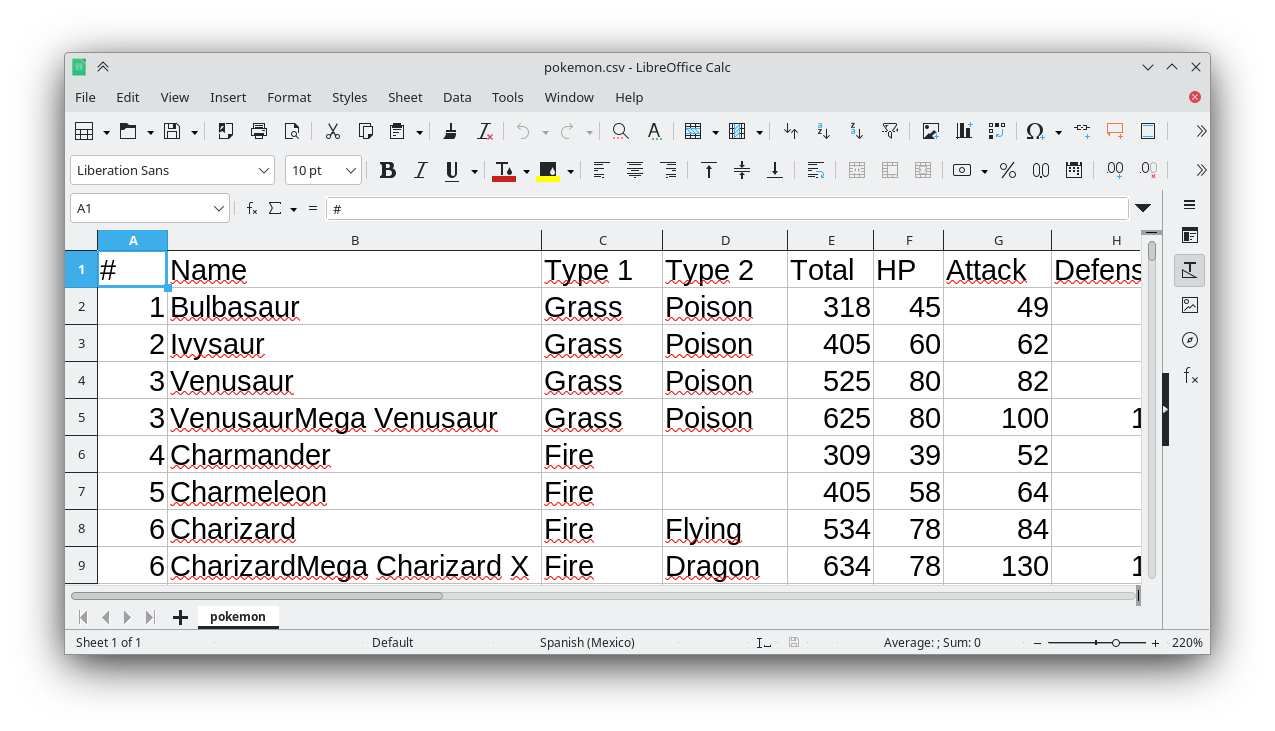 pokemon.csv - LibreOffice Calc
File Edit View Insert Format Styles Sheet Data Tools Window Help
Liberation Sans 10 pt
A1 #
A B C D E F G H
1 # Name Type 1 Type 2 Total HP Attack Defens
2 1 Bulbasaur Grass Poison 318 45 49
3 2 Ivysaur Grass Poison 405 60 62
4 3 Venusaur Grass Poison 525 80 82
5 3 VenusaurMega Venusaur Grass Poison 625 80 100 1
6 4 Charmander Fire 309 39 52
7 5 Charmeleon Fire 405 58 64
8 6 Charizard Fire Flying 534 78 84
9 6 CharizardMega Charizard X Fire Dragon 634 78 130 1
pokemon
Sheet 1 of 1 Default Spanish (Mexico) Average: ; Sum: 0 220%